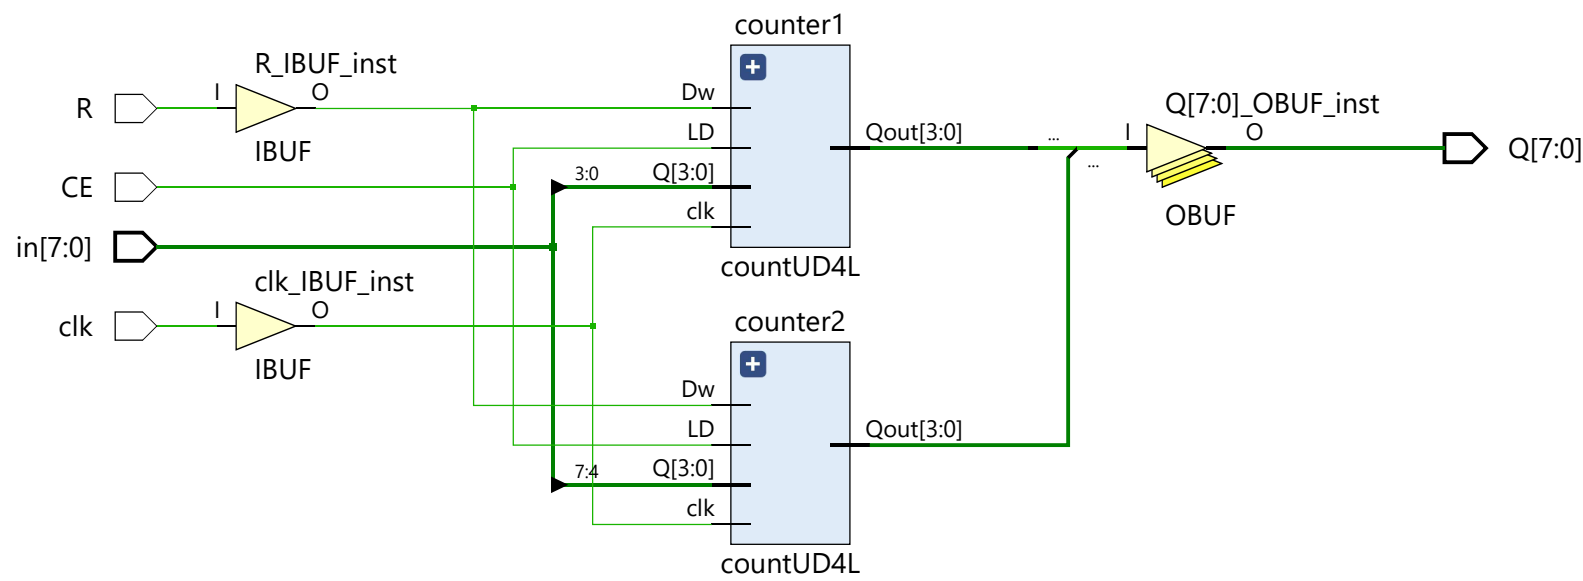 counter1
R_IBUF_inst
R
I
O
IBUF
Dw
LD
Q[3:0]
clk
Qout[3:0]
...
...
I
Q[7:0]_OBUF_inst
O
OBUF
Q[7:0]
CE
3:0
in[7:0]
countUD4L
clk_IBUF_inst
clk
I
O
IBUF
counter2
Dw
LD
7:4
Q[3:0]
clk
Qout[3:0]
countUD4L